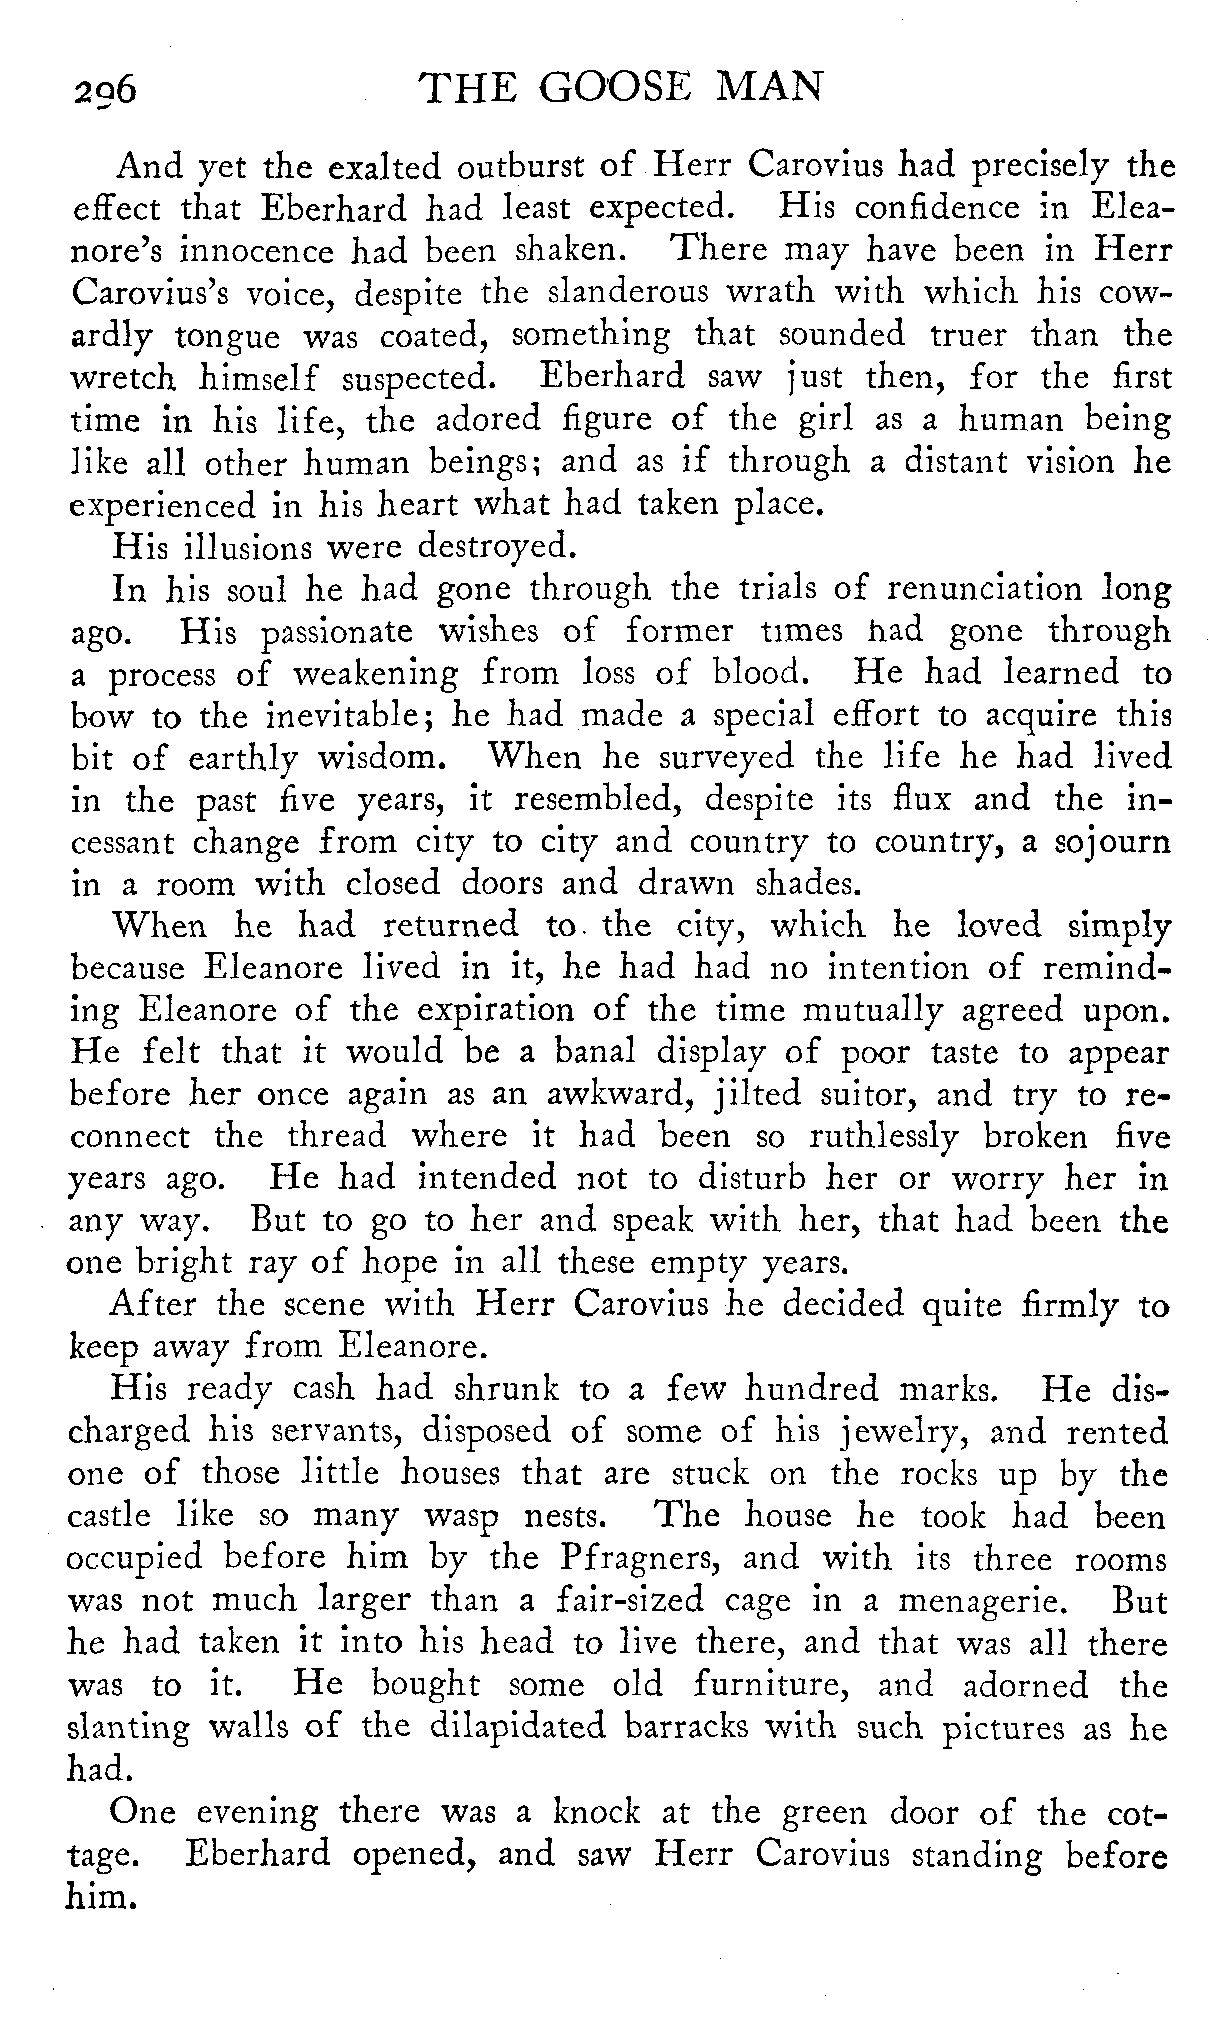 296 THE GOOSE MAN
And yet the exalted outburst of Herr Carovius had precisely the
effect that Eberhard had least expected. His confidence in Elea-
nore's innocence had been shaken. There may have been in Herr
Carovius's voice, despite the slanderous wrath with which his cow-
ardly tongue was coated, something that sounded truer than the
wretch himself suspected. Eberhard saw just then, for the first
time in his life, the adored figure of the girl as a human being
like all other human beings; and as if through a distant vision he
experienced in his heart what had taken place.
His illusions were destroyed.
In his soul he had gone through the trials of renunciation long
ago. His passionate wishes of former times had gone through
a process of weakening from loss of blood. He had learned to
bow to the inevitable; he had made a special effort to acquire this
bit of earthly wisdom. When he surveyed the life he had lived
in the past five years, it resembled, despite its flux and the in-
cessant change from city to city and country to country, a sojourn
in a room with closed doors and drawn shades.
When he had returned to the city, which he loved simply
because Eleanore lived in it, he had had no intention of remind-
ing Eleanore of the expiration of the time mutually agreed upon.
He felt that it would be a banal display of poor taste to appear
before her once again as an awkward, jilted suitor, and try to re-
connect the thread where it had been so ruthlessly broken five
years ago. He had intended not to disturb her or worry her in
any way. But to go to her and speak with her, that had been the
one bright ray of hope in all these empty years.
After the scene with Herr Carovius he decided quite firmly to
keep away from Eleanore.
His ready cash had shrunk to a few hundred marks. He dis-
charged his servants, disposed of some of his jewelry, and rented
one of those little houses that are stuck on the rocks up by the
castle like so many wasp nests. The house he took had been
occupied before him by the Pfragners, and with its three rooms
was not much larger than a fair-sized cage in a menagerie. But
he had taken it into his head to live there, and that was all there
was to it. He bought some old furniture, and adorned the
slanting walls of the dilapidated barracks with such pictures as he
had.
One evening there was a knock at the green door of the cot-
tage. Eberhard opened, and saw Herr Carovius standing before
him.